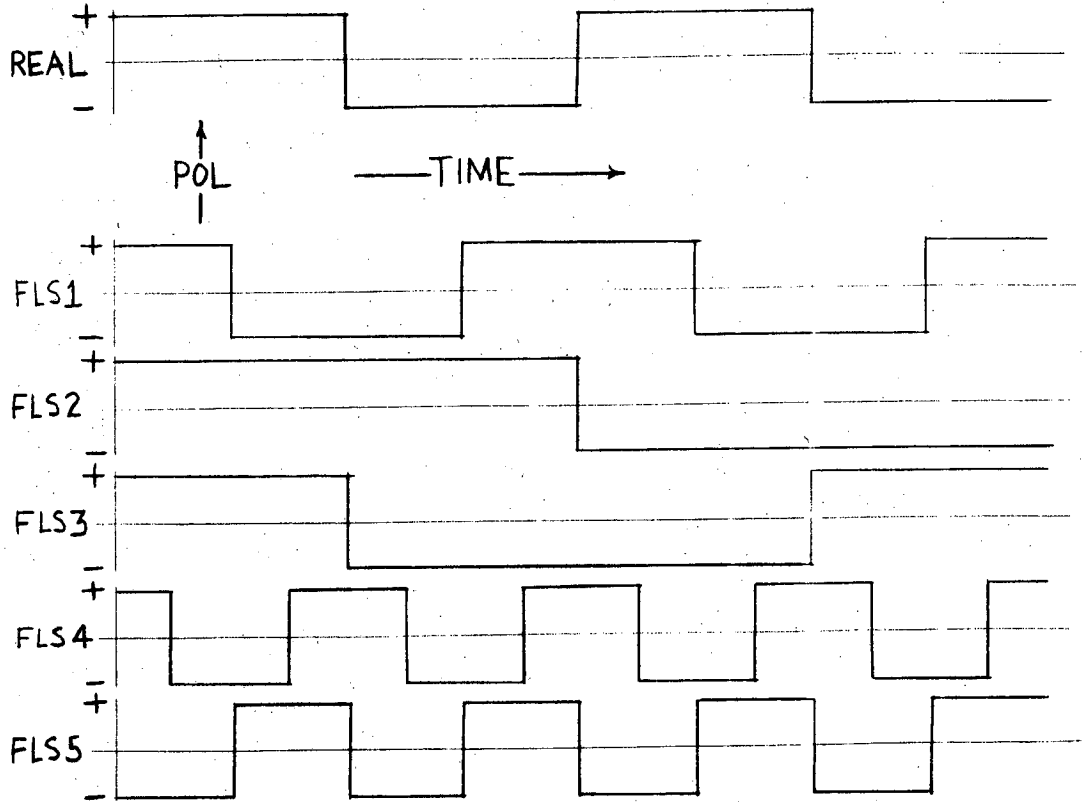 +
REAL
-
POL
TIME
+
FLS1
-
+
FLS2
-
+
FLS3
-
+
FLS4
-
+
FLS5
-